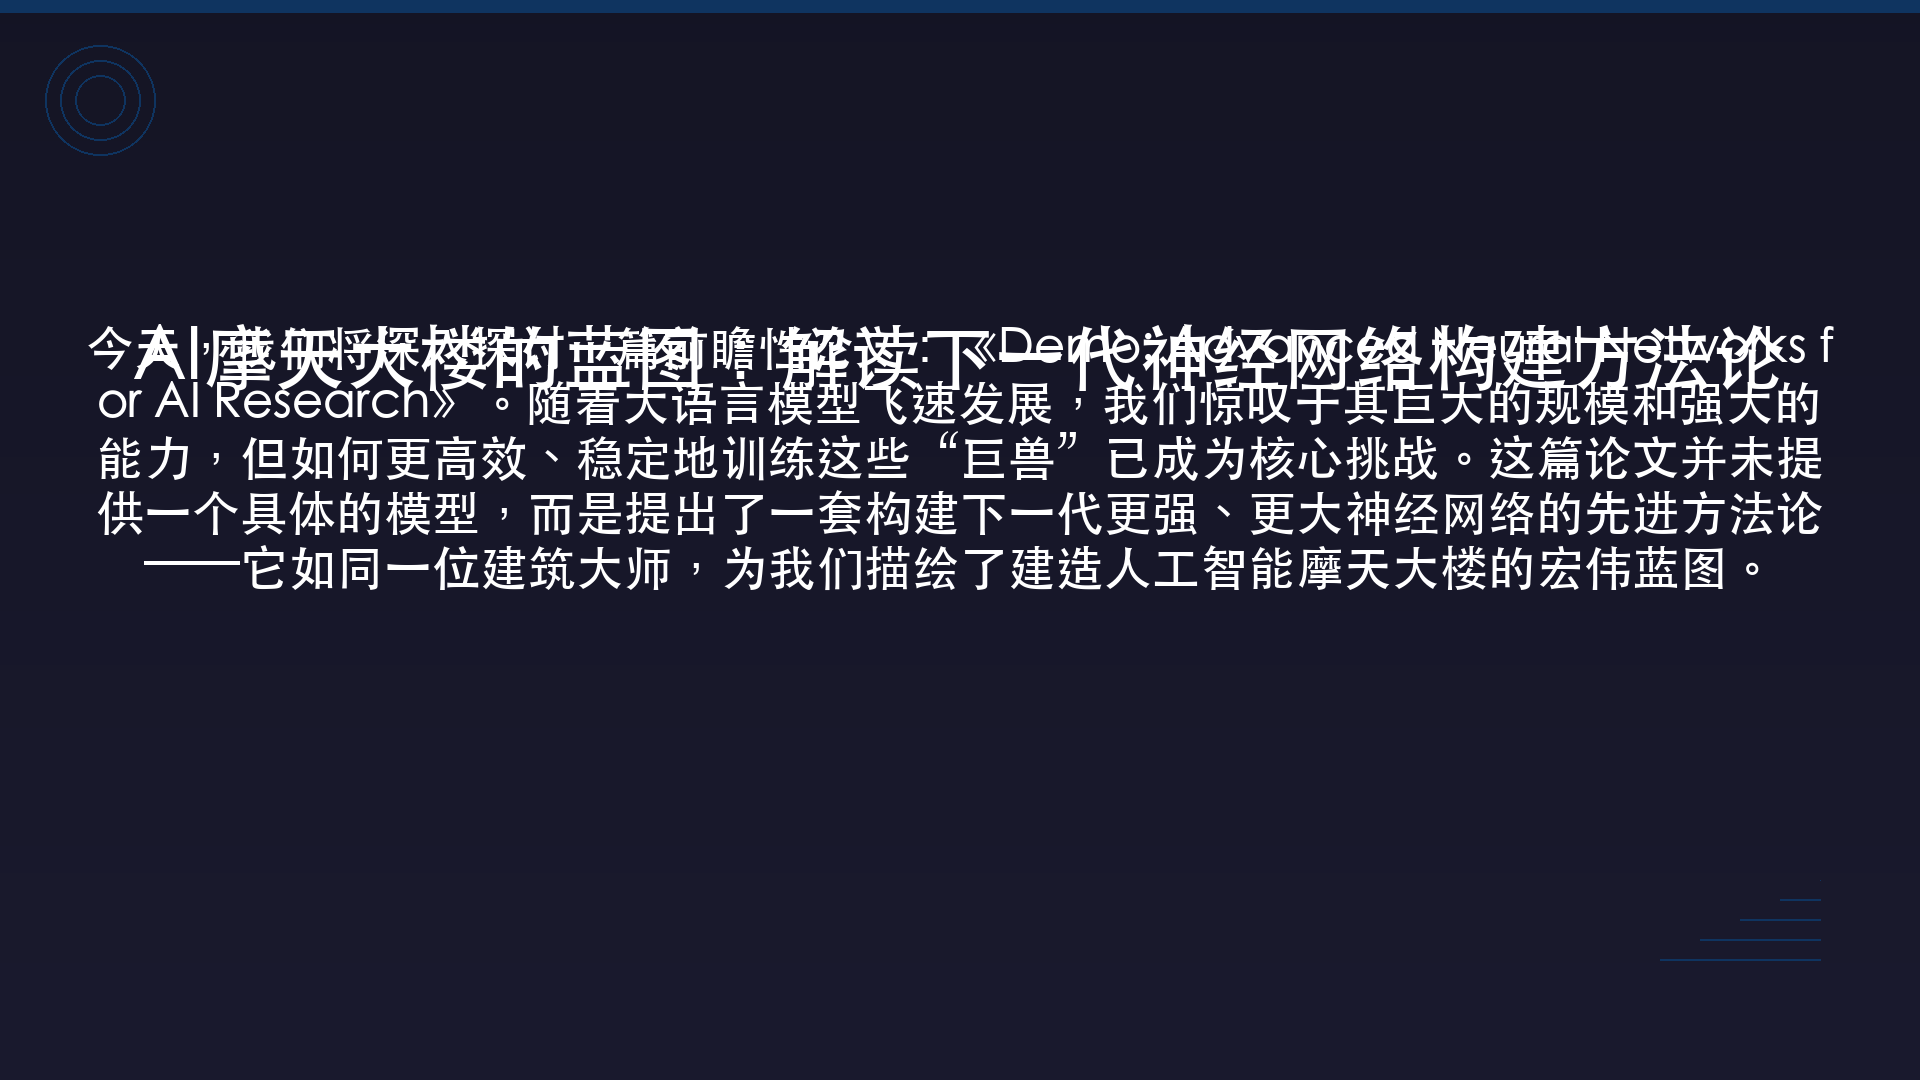 AI摩天大楼的蓝图：解读下一代神经网络构建方法论
今天，我们将深入探讨一篇前瞻性论文：《Demo: Advanced Neural Networks f
or AI Research》。随着大语言模型飞速发展，我们惊叹于其巨大的规模和强大的
能力，但如何更高效、稳定地训练这些“巨兽”已成为核心挑战。这篇论文并未提
供一个具体的模型，而是提出了一套构建下一代更强、更大神经网络的先进方法论
——它如同一位建筑大师，为我们描绘了建造人工智能摩天大楼的宏伟蓝图。